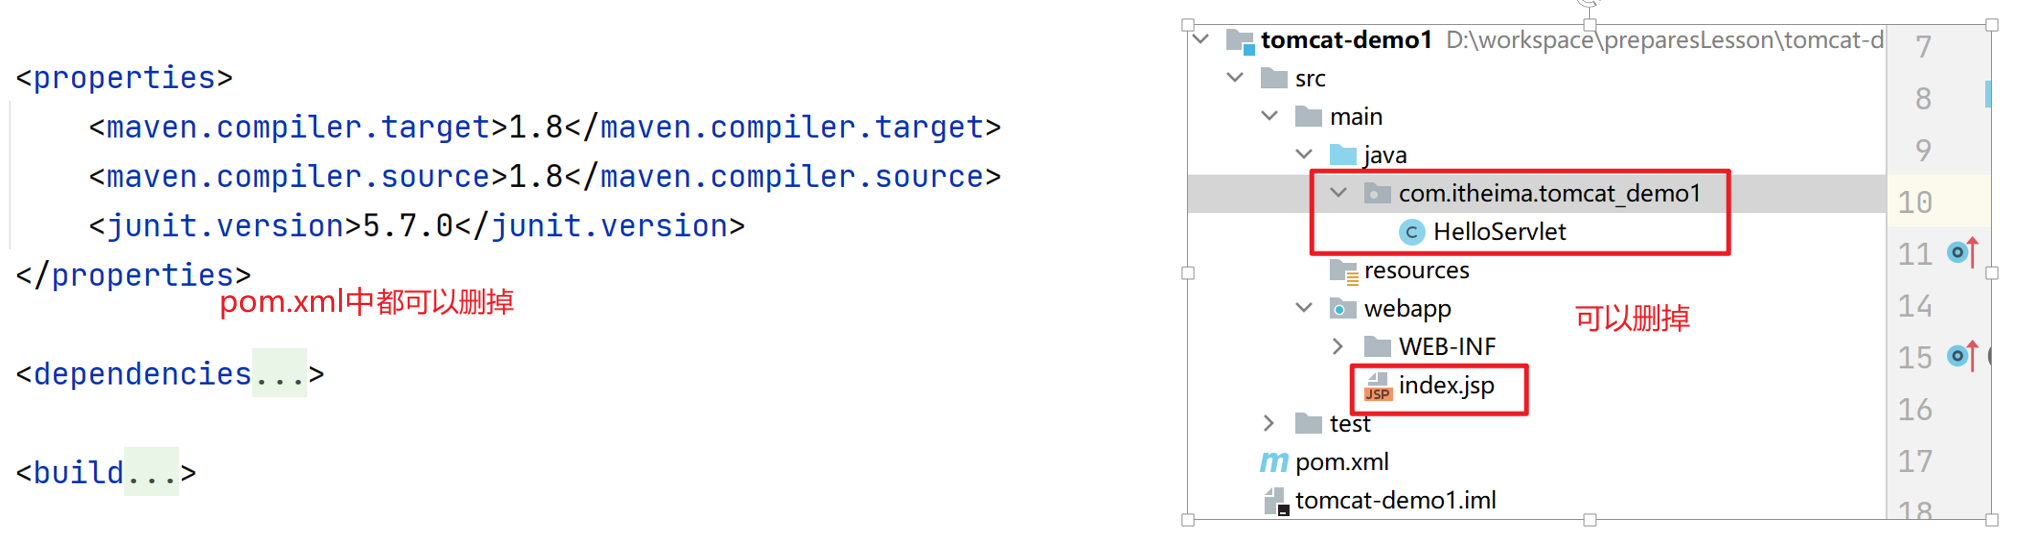 <properties>
<maven.compiler.target>1.8</maven.compiler.target>
<maven.compiler.source>1.8</maven.compiler.source>
<junit.version>5.7.0</junit.version>
</properties>
pom.xml中都可以删掉
<dependencies...>
<build...>
tomcat-demo1 D:\workspace\preparesLesson\tomcat-d
src
main
java
com.itheima.tomcat_demo1
C HelloServlet
resources
webapp
可以删掉
WEB-INF
JSP index.jsp
test
m pom.xml
tomcat-demo1.iml
7
8
9
10
11
14
15
16
17
18